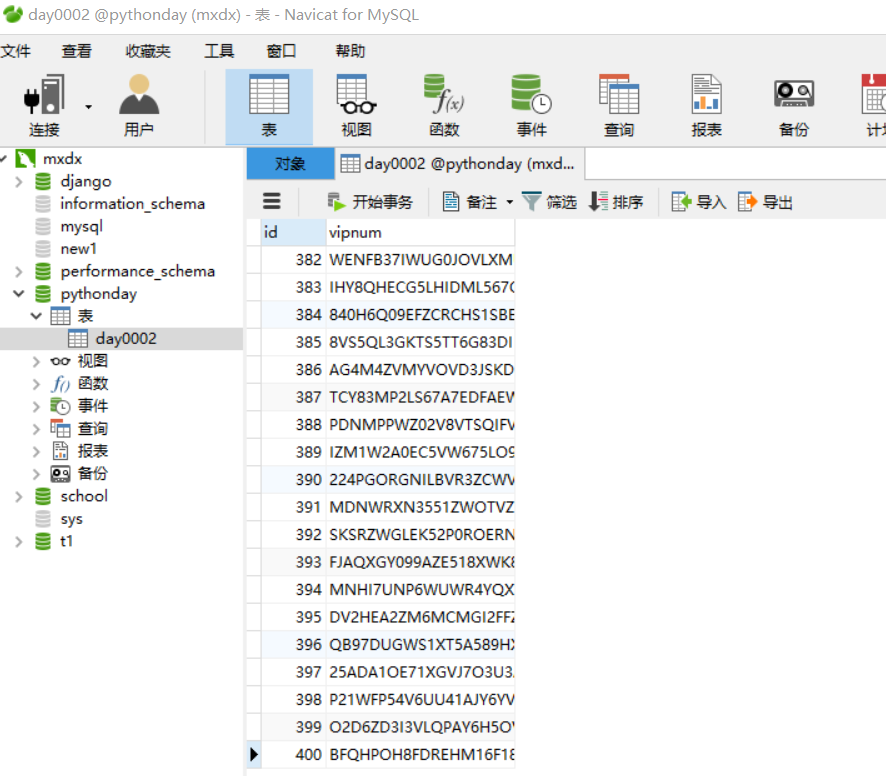 day0002 @pythonday (mxdx) - 表 - Navicat for MySQL
文件 查看 收藏夹 工具 窗口 帮助
连接 用户 表 视图 函数 事件 查询 报表 备份
mxdx
django
information_schema
mysql
new1
performance_schema
pythonday
表
day0002
视图
函数
事件
查询
报表
备份
school
sys
t1
对象 day0002 @pythonday (mxd...
开始事务 备注 筛选 排序 导入 导出
id vipnum
382 WENFB37IWUG0JOVLXM
383 IHY8QHECG5LHIDML567
384 840H6Q09EFZCRCHS1SBE
385 8VS5QL3GKTS5TT6G83DI
386 AG4M4ZVMYVOVD3JSKD
387 TCY83MP2LS67A7EDFAEW
388 PDNMPPWZ02V8VTSQIFV
389 IZM1W2A0EC5VW675LO9
390 224PGORGNILBVR3ZCWV
391 MDNWRXN3551ZWOTVZ
392 SKSRZWGLEK52P0ROERN
393 FJAQXGY099AZE518XWK8
394 MNHI7UNP6WUWR4YQX
395 DV2HEA2ZM6MCMGI2FFZ
396 QB97DUGWS1XT5A589HX
397 25ADA1OE71XGVJ7O3U3
398 P21WFP54V6UU41AJY6YV
399 O2D6ZD3I3VLQPAY6H5O
400 BFQHPOH8FDREHM16F18